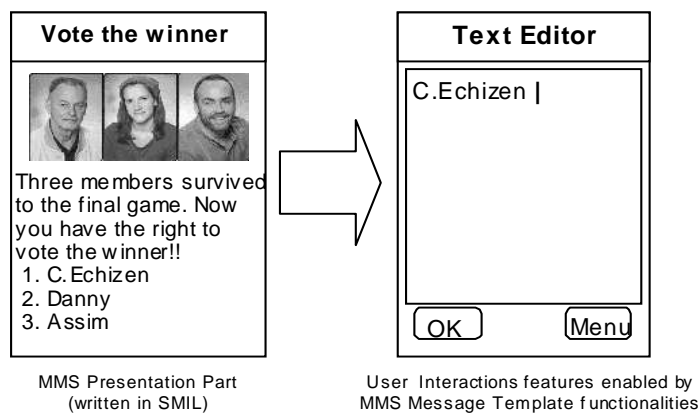 Vote the winner
Three members survived
to the final game. Now
you have the right to
vote the winner!!
1. C.Echizen
2. Danny
3. Assim
MMS Presentation Part
(written in SMIL)
Text Editor
C.Echizen |
OK
Menu
User Interactions features enabled by
MMS Message Template functionalities